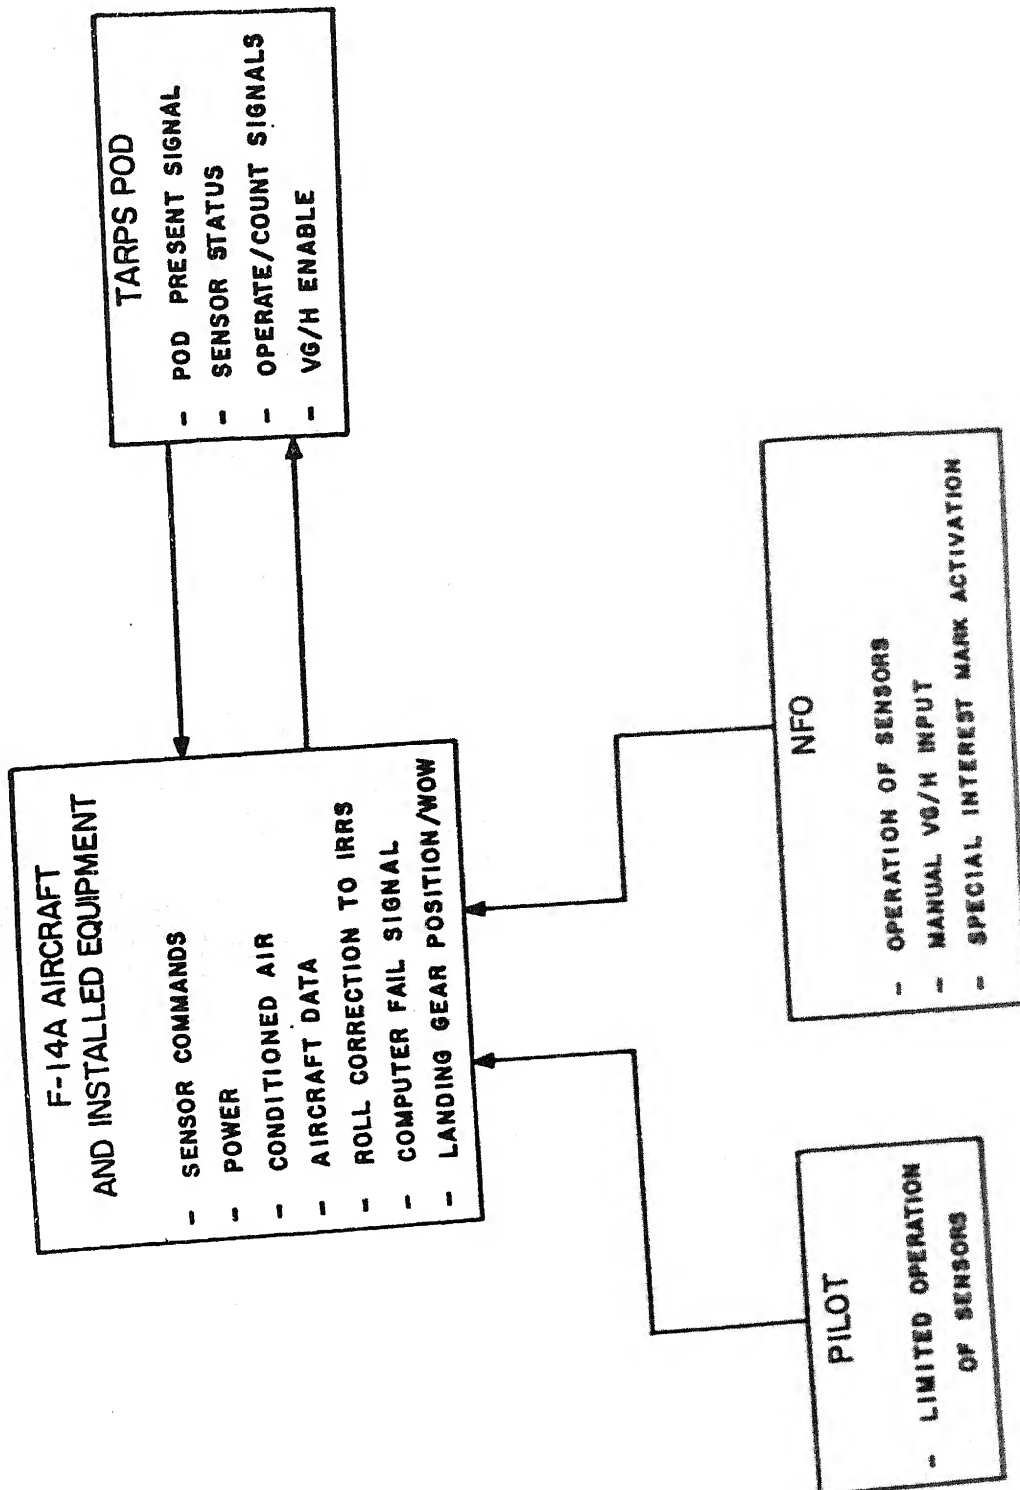 F-14A AIRCRAFT
AND INSTALLED EQUIPMENT
- SENSOR COMMANDS
- POWER
- CONDITIONED AIR
- AIRCRAFT DATA
- ROLL CORRECTION TO IRRS
- COMPUTER FAIL SIGNAL
- LANDING GEAR POSITION/WOW
TARPS POD
- POD PRESENT SIGNAL
- SENSOR STATUS
- OPERATE/COUNT SIGNALS
- VG/H ENABLE
PILOT
- LIMITED OPERATION
OF SENSORS
NFO
- OPERATION OF SENSORS
- MANUAL VG/H INPUT
- SPECIAL INTEREST MARK ACTIVATION